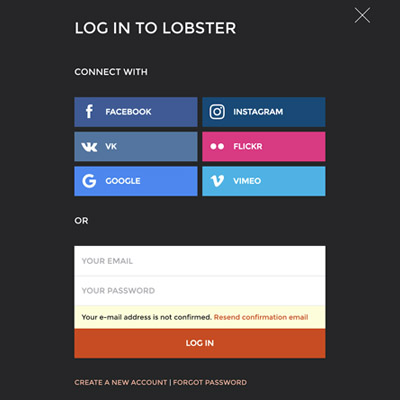 LOG IN TO LOBSTER
CONNECT WITH
FACEBOOK
INSTAGRAM
VK
FLICKR
GOOGLE
VIMEO
OR
YOUR EMAIL
YOUR PASSWORD
Your e-mail address is not confirmed. Resend confirmation email
LOG IN
CREATE A NEW ACCOUNT | FORGOT PASSWORD